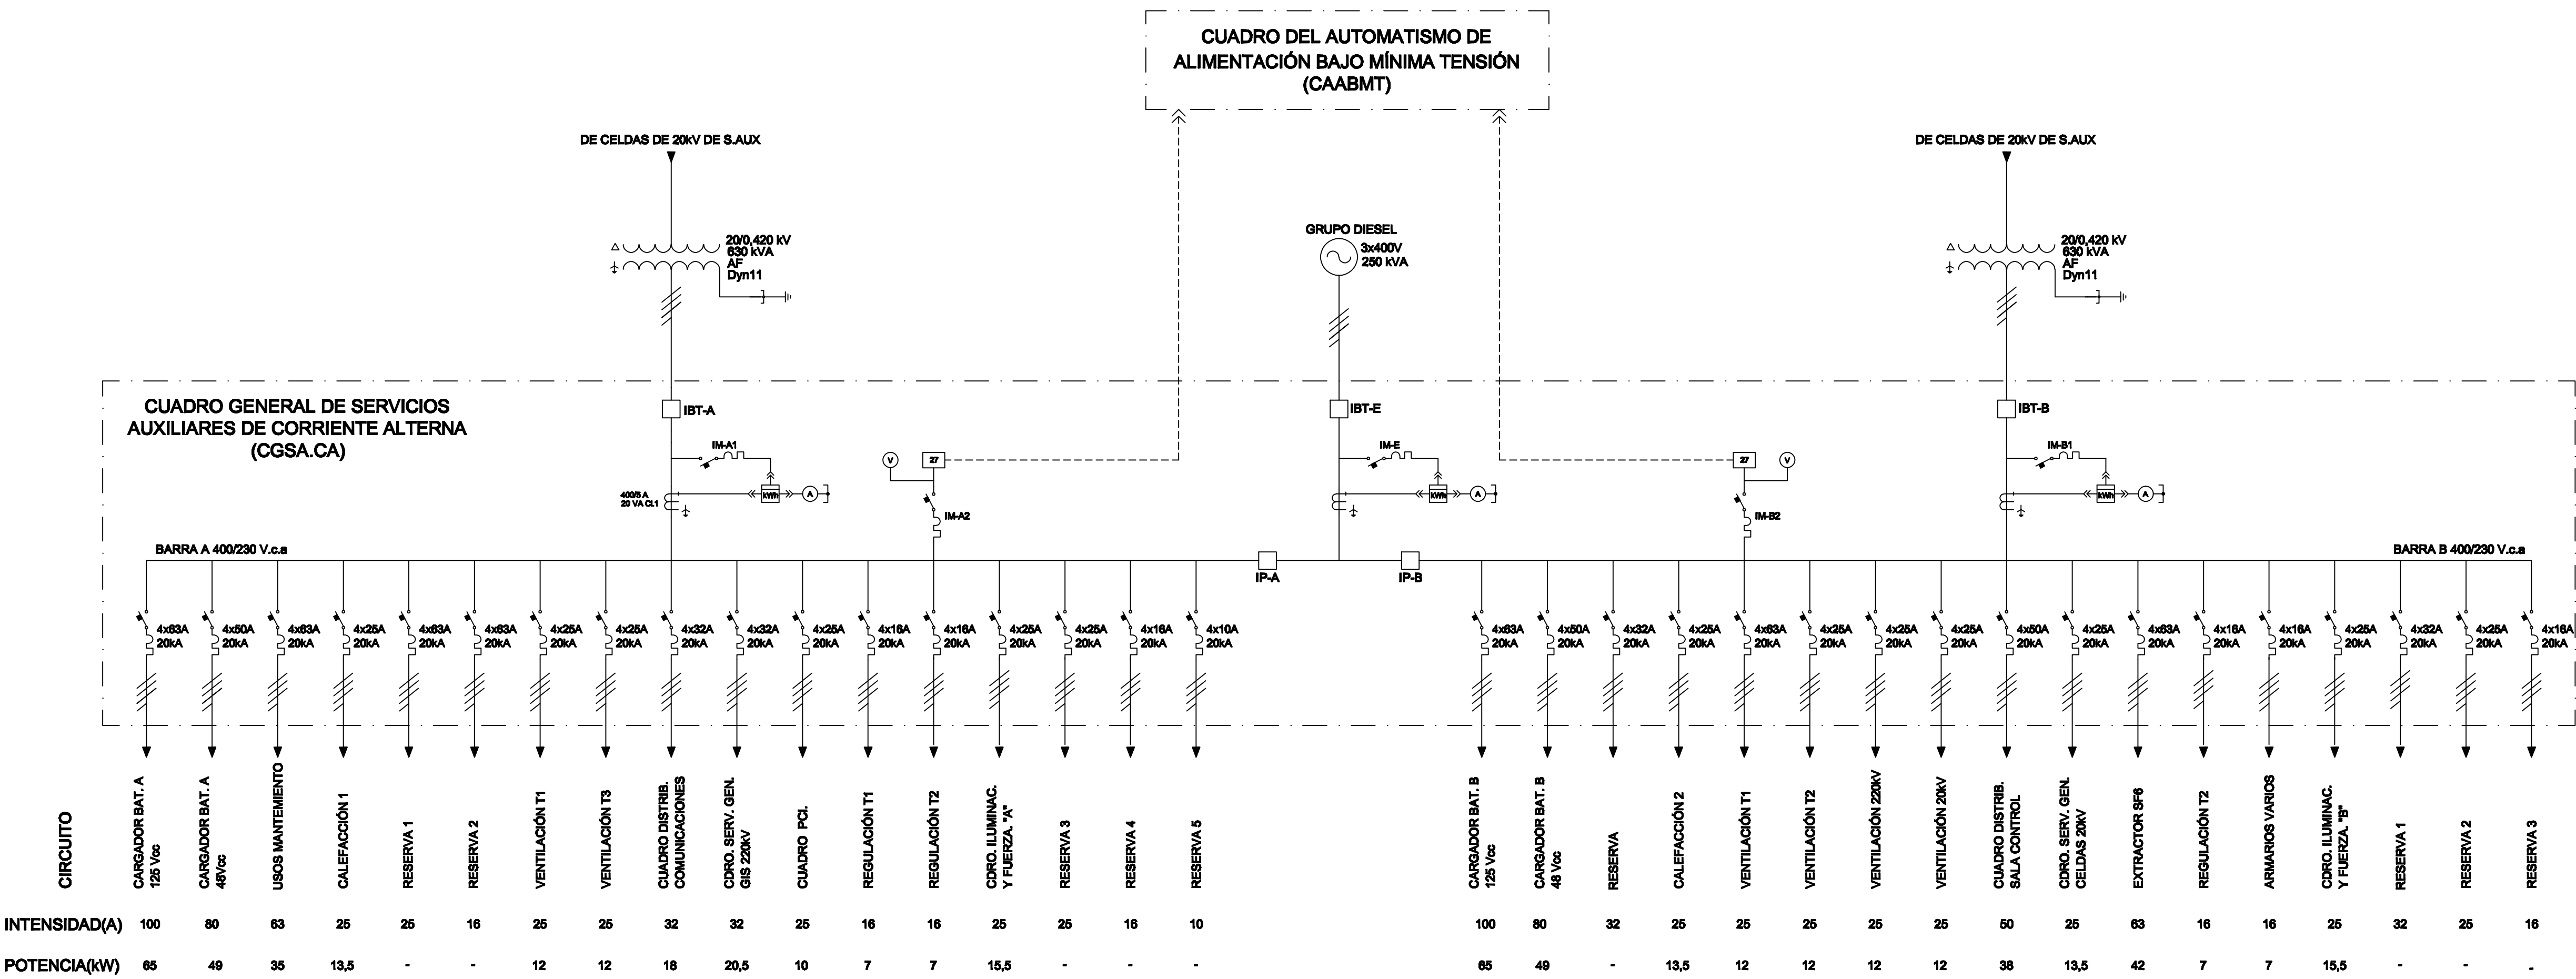 CUADRO DEL AUTOMATISMO DE
ALIMENTACIÓN BAJO MÍNIMA TENSIÓN
(CAABMT)
DE CELDAS DE 20kV DE S.AUX
DE CELDAS DE 20kV DE S.AUX
20/0,420 kV
630 kVA
AF
Dyn11
GRUPO DIESEL
3x400V
250 kVA
20/0,420 kV
630 kVA
AF
Dyn11
CUADRO GENERAL DE SERVICIOS
AUXILIARES DE CORRIENTE ALTERNA
(CGSA.CA)
IBT-A
IBT-E
IBT-B
IM-A1
400/5 A
20 VA Cl.1
kWh
A
V
27
IM-A2
IM-E
kWh
A
27
V
IM-B2
IM-B1
kWh
A
BARRA A 400/230 V.c.a
IP-A
IP-B
BARRA B 400/230 V.c.a
4x63A 4x50A 4x63A 4x25A 4x63A 4x63A 4x25A 4x25A 4x32A 4x32A 4x25A 4x16A 4x16A 4x25A 4x25A 4x16A 4x10A 4x63A 4x50A 4x32A 4x25A 4x63A 4x25A 4x25A 4x25A 4x50A 4x25A 4x63A 4x16A 4x16A 4x25A 4x32A 4x25A 4x16A
20kA 20kA 20kA 20kA 20kA 20kA 20kA 20kA 20kA 20kA 20kA 20kA 20kA 20kA 20kA 20kA 20kA 20kA 20kA 20kA 20kA 20kA 20kA 20kA 20kA 20kA 20kA 20kA 20kA 20kA 20kA 20kA 20kA 20kA
CIRCUITO
CARGADOR BAT. A
125 Vcc
CARGADOR BAT. A
48Vcc
USOS MANTEMIENTO
CALEFACCIÓN 1
RESERVA 1
RESERVA 2
VENTILACIÓN T1
VENTILACIÓN T3
CUADRO DISTRIB.
COMUNICACIONES
CDRO. SERV. GEN.
GIS 220kV
CUADRO PCI.
REGULACIÓN T1
REGULACIÓN T2
CDRO. ILUMINAC.
Y FUERZA. "A"
RESERVA 3
RESERVA 4
RESERVA 5
CARGADOR BAT. B
125 Vcc
CARGADOR BAT. B
48 Vcc
RESERVA
CALEFACCIÓN 2
VENTILACIÓN T1
VENTILACIÓN T2
VENTILACIÓN 220kV
VENTILACIÓN 20kV
CUADRO DISTRIB.
SALA CONTROL
CDRO. SERV. GEN.
CELDAS 20kV
EXTRACTOR SF6
REGULACIÓN T2
ARMARIOS VARIOS
CDRO. ILUMINAC.
Y FUERZA. "B"
RESERVA 1
RESERVA 2
RESERVA 3
INTENSIDAD(A) 100 80 63 25 25 16 25 25 32 32 25 16 16 25 25 16 10 100 80 32 25 25 25 25 25 50 25 63 16 16 25 32 25 16
POTENCIA(kW) 65 49 35 13,5 - - 12 12 18 20,5 10 7 7 15,5 - - - 65 49 - 13,5 12 12 12 12 38 13,5 42 7 7 15,5 - - -